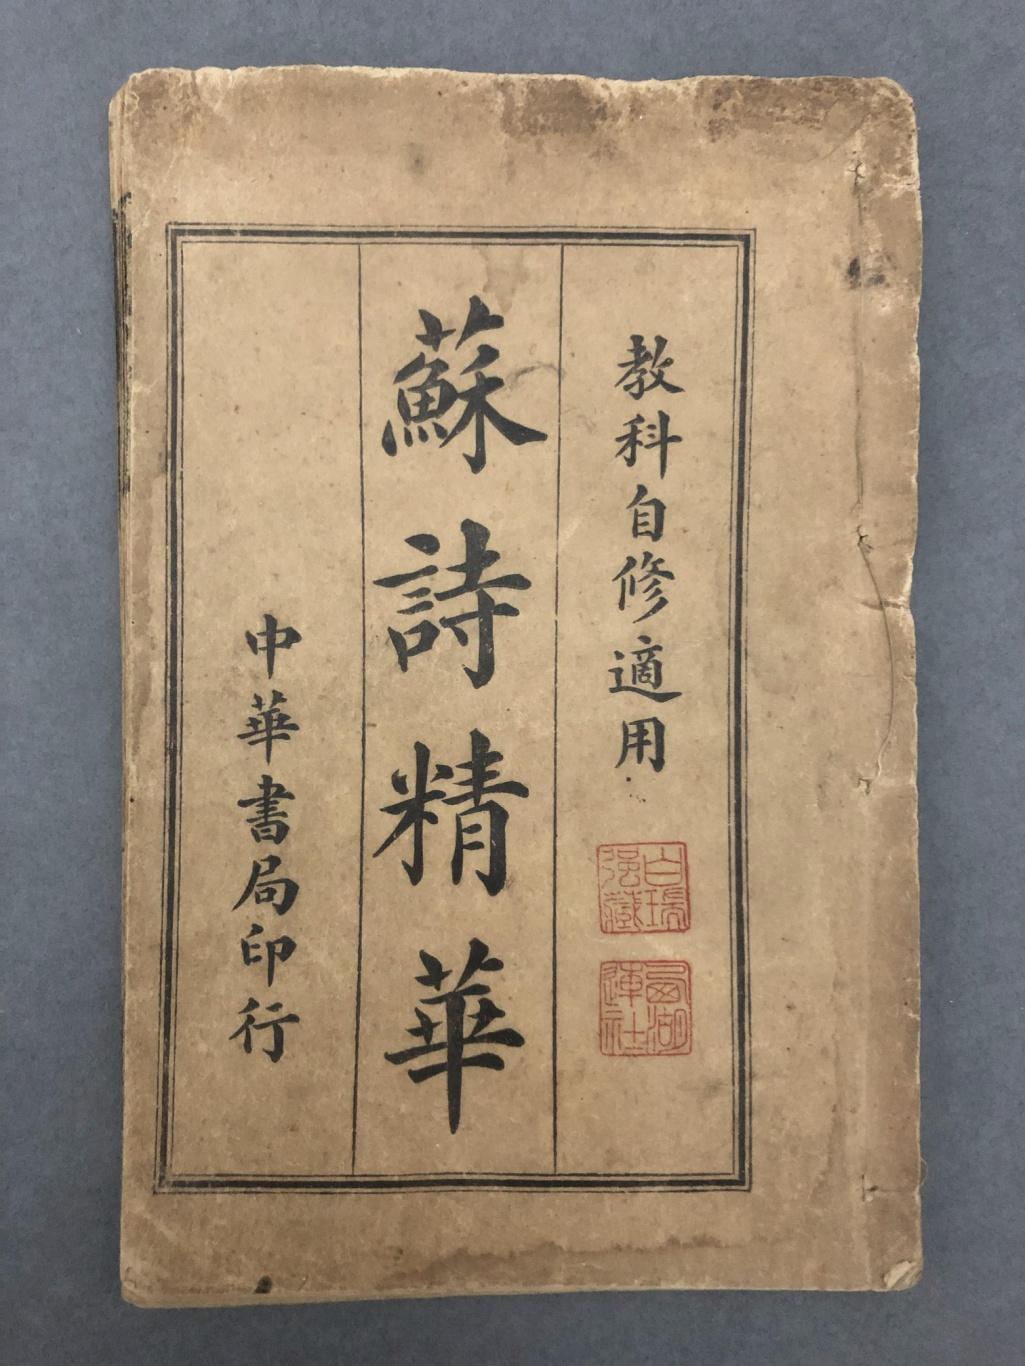 教科自修適用
蘇詩精華
中華書局印行